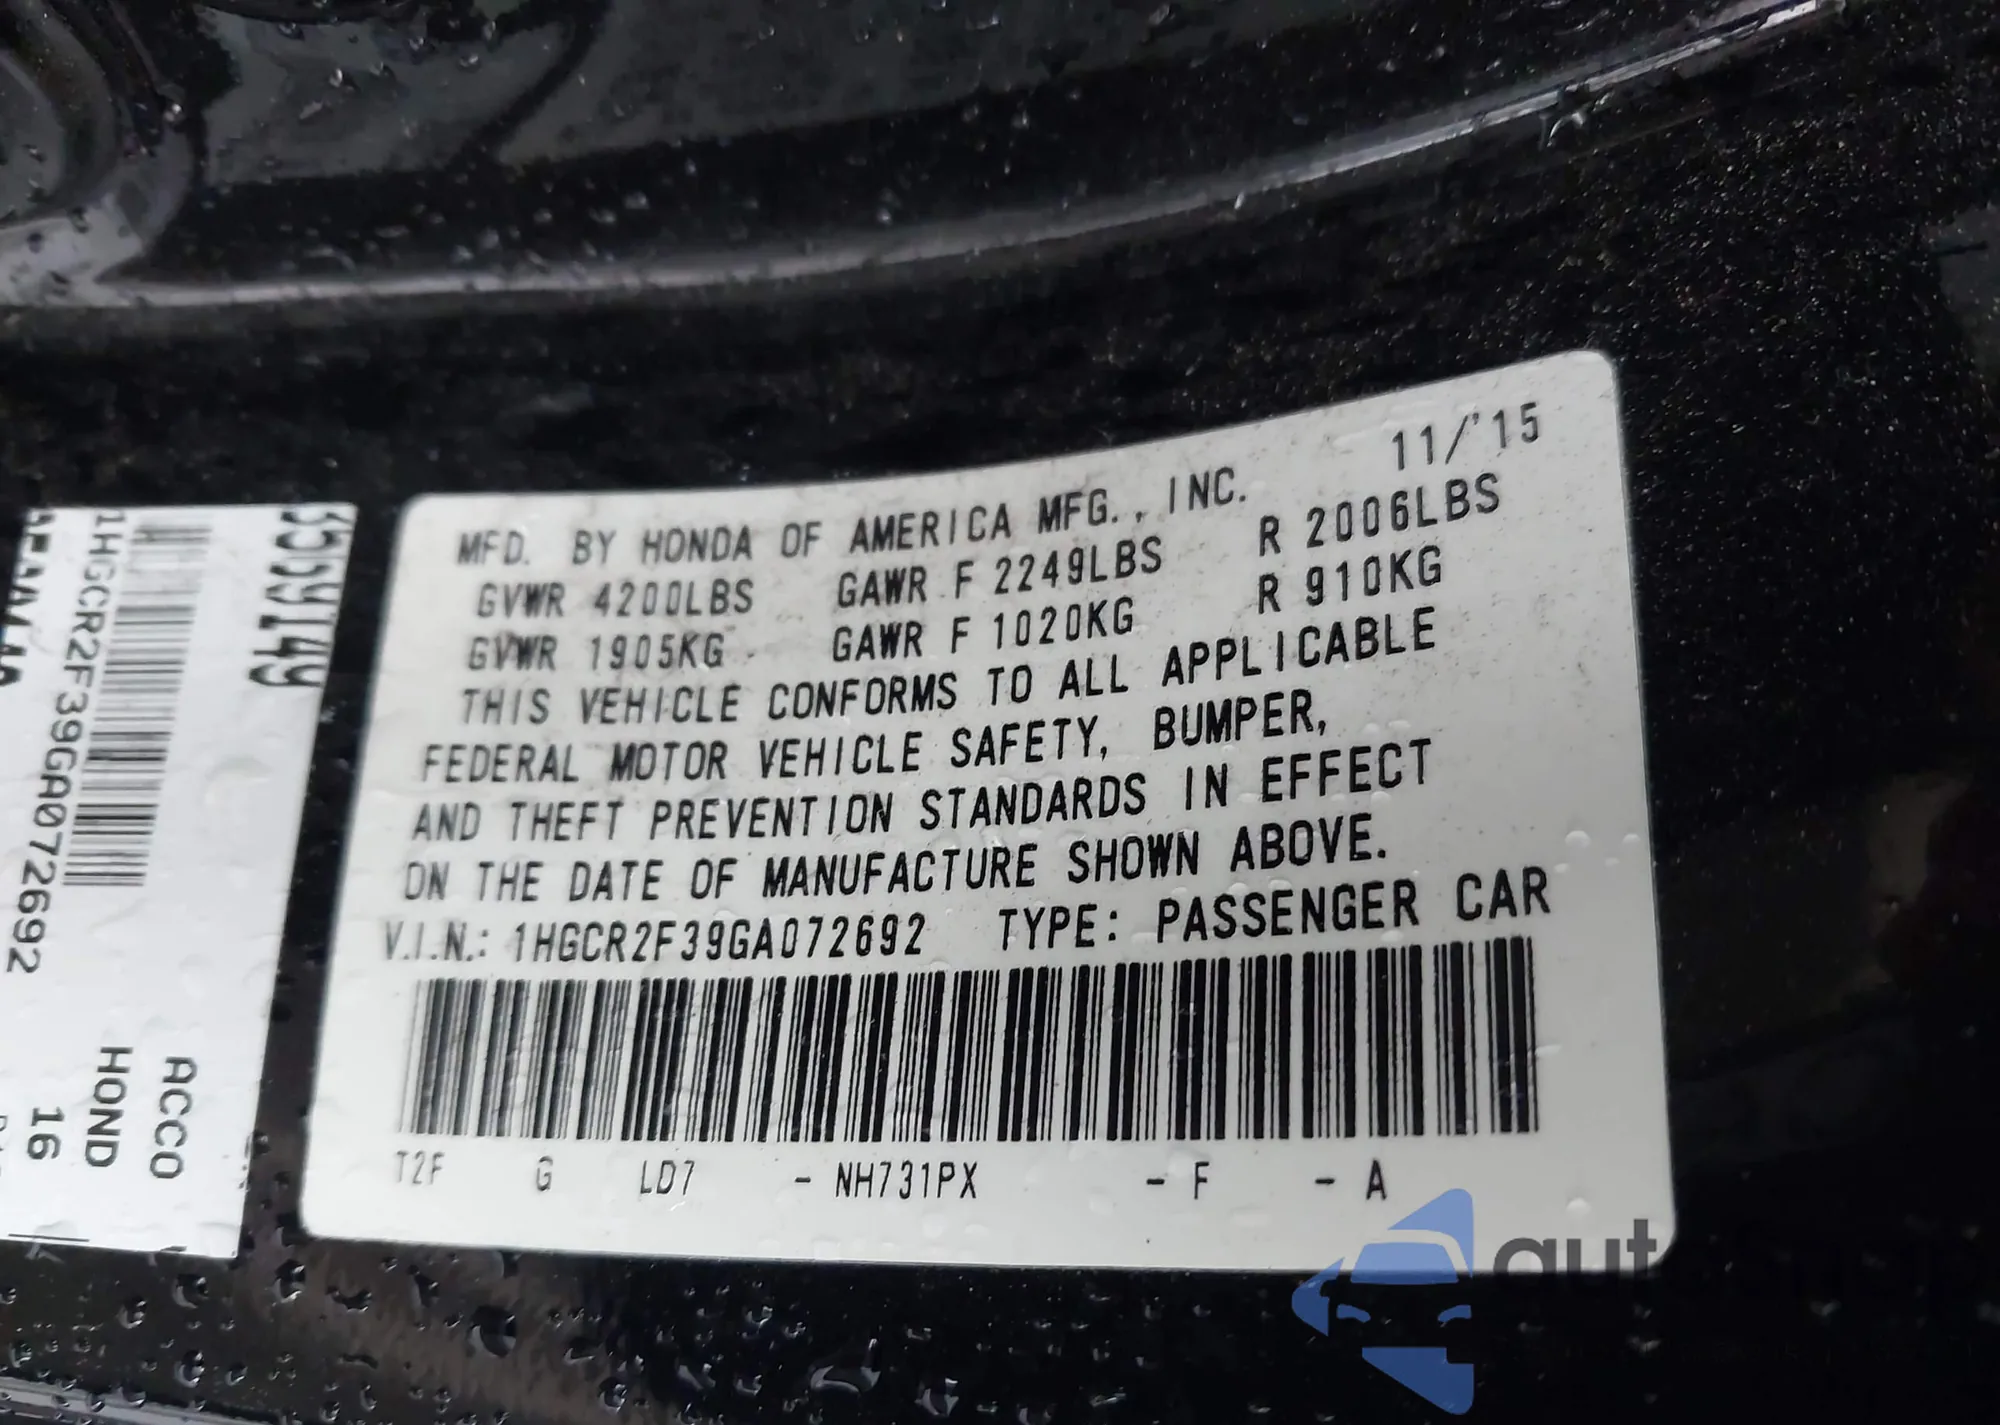 MFD. BY HONDA OF AMERICA MFG., INC. 11/'15
GVWR 4200LBS GAWR F 2249LBS R 2006LBS
GVWR 1905KG GAWR F 1020KG R 910KG
THIS VEHICLE CONFORMS TO ALL APPLICABLE
FEDERAL MOTOR VEHICLE SAFETY, BUMPER,
AND THEFT PREVENTION STANDARDS IN EFFECT
ON THE DATE OF MANUFACTURE SHOWN ABOVE.
V.I.N.: 1HGCR2F39GA072692 TYPE: PASSENGER CAR
T2F G LD7 - NH731PX - F - A
1HGCR2F39GA072692
ACCO
HOND
16